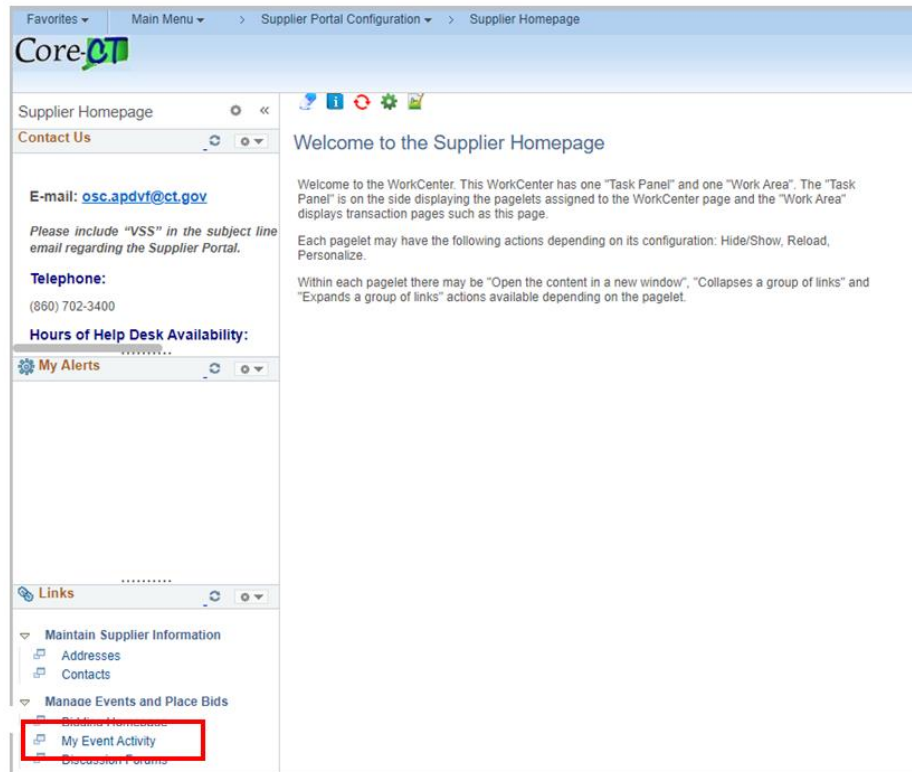 Favorites Main Menu > Supplier Portal Configuration > Supplier Homepage
Core-CT
Supplier Homepage «
Contact Us
E-mail: osc.apdvf@ct.gov
Please include “VSS” in the subject line
email regarding the Supplier Portal.
Telephone:
(860) 702-3400
Hours of Help Desk Availability:
My Alerts
Links
Maintain Supplier Information
Addresses
Contacts
Manage Events and Place Bids
Bidding Homepage
My Event Activity
Discussion Forums
Welcome to the Supplier Homepage
Welcome to the WorkCenter. This WorkCenter has one "Task Panel" and one "Work Area". The "Task
Panel" is on the side displaying the pagelets assigned to the WorkCenter page and the "Work Area"
displays transaction pages such as this page.
Each pagelet may have the following actions depending on its configuration: Hide/Show, Reload,
Personalize.
Within each pagelet there may be "Open the content in a new window", "Collapses a group of links" and
"Expands a group of links" actions available depending on the pagelet.